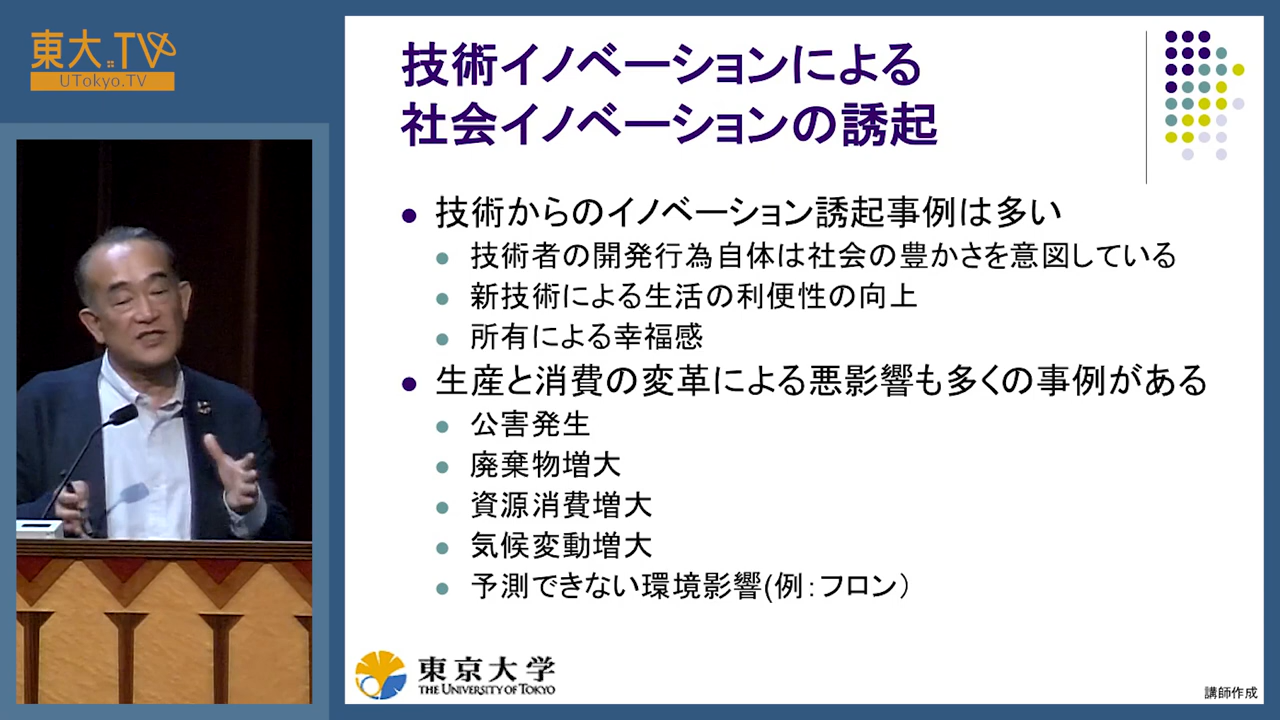 東大.TV
UTokyo.TV
技術イノベーションによる
社会イノベーションの誘起
技術からのイノベーション誘起事例は多い
技術者の開発行為自体は社会の豊かさを意図している
新技術による生活の利便性の向上
所有による幸福感
生産と消費の変革による悪影響も多くの事例がある
公害発生
廃棄物増大
資源消費増大
気候変動増大
予測できない環境影響(例：フロン）
東京大学
THE UNIVERSITY OF TOKYO
講師作成